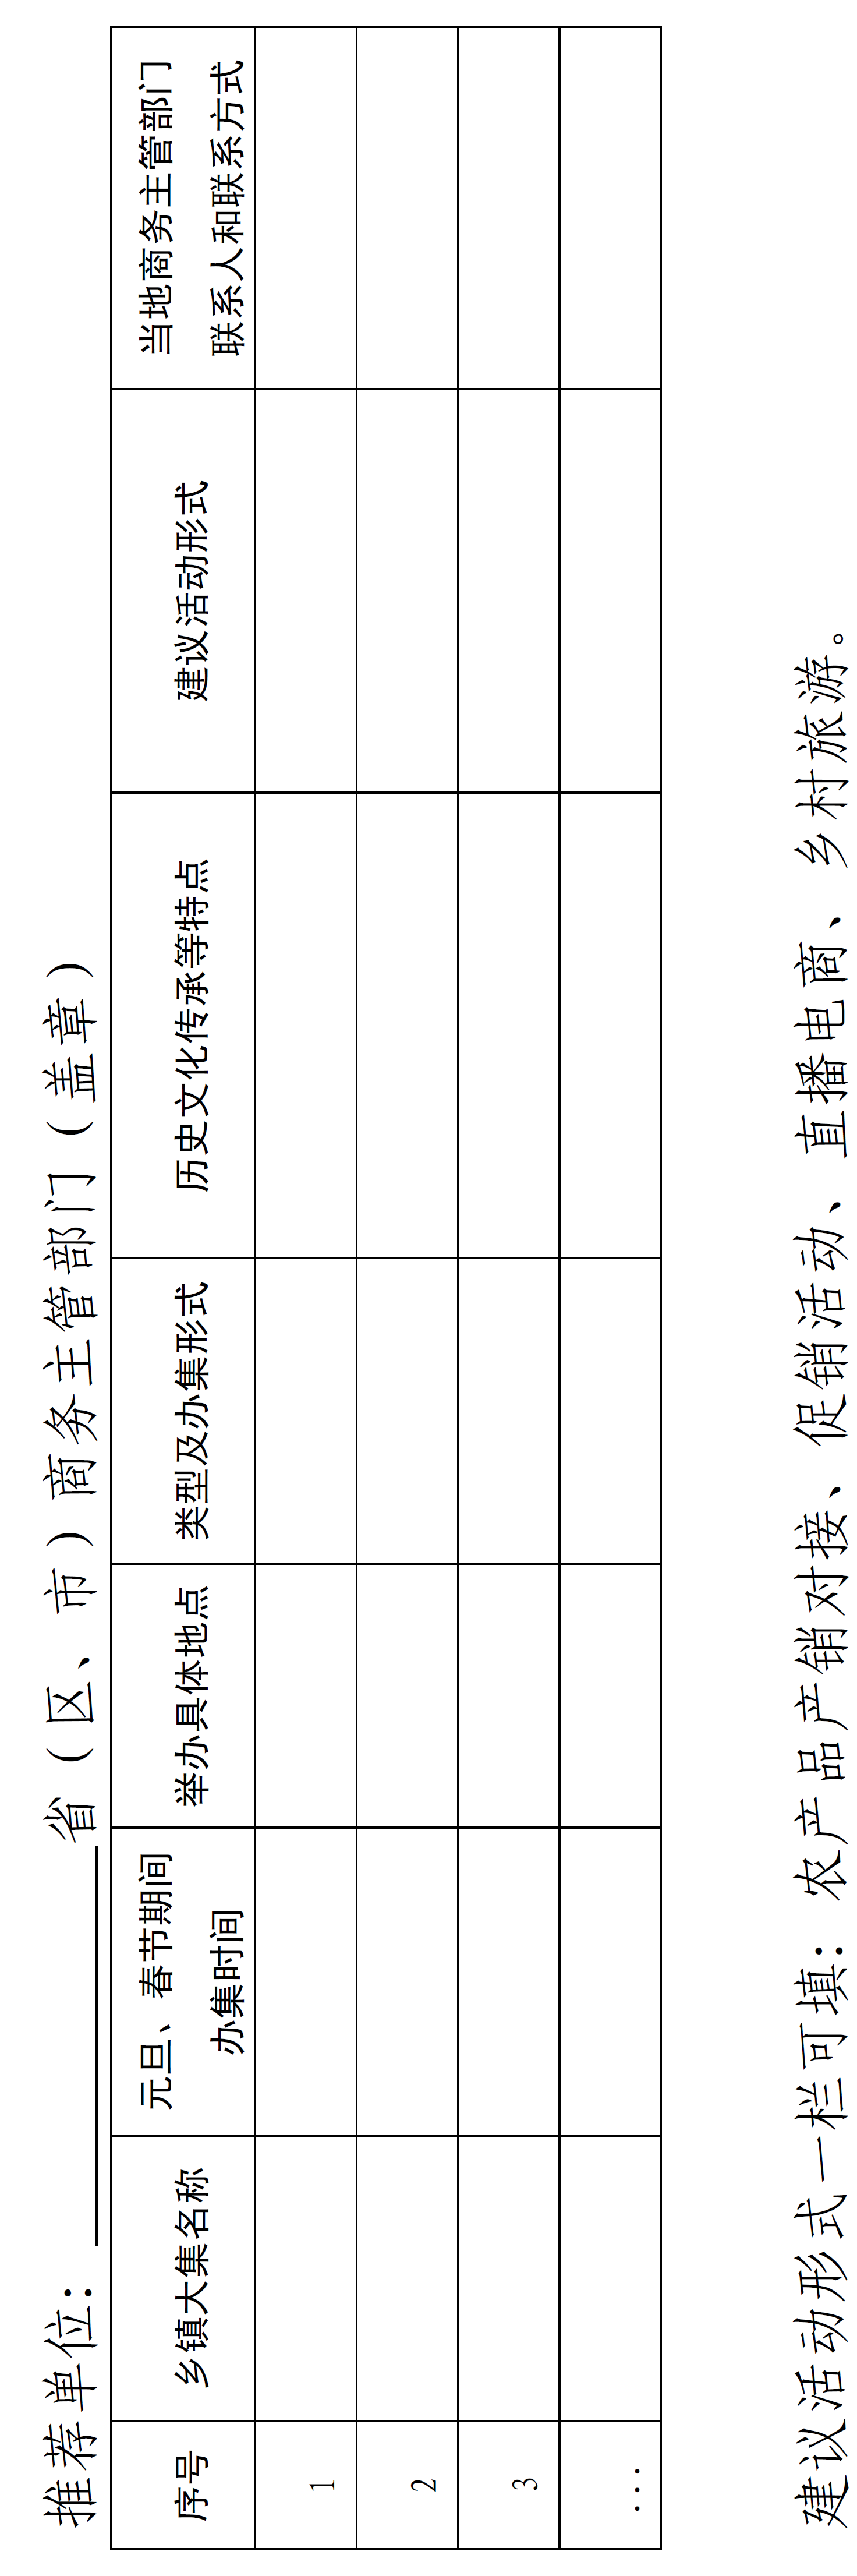 推荐单位：____________省（区、市）商务主管部门（盖章）
序号 乡镇大集名称 元旦、春节期间办集时间 举办具体地点 类型及办集形式 历史文化传承等特点 建议活动形式 当地商务主管部门联系人和联系方式
1
2
3
...
建议活动形式一栏可填：农产品产销对接、促销活动、直播电商、乡村旅游。